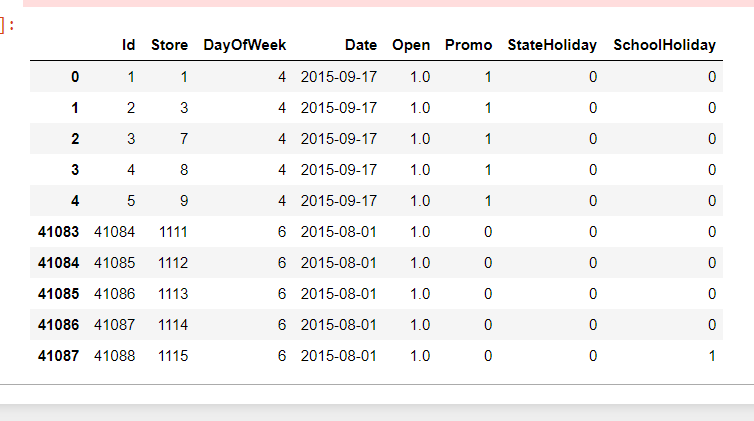 ]:
Id Store DayOfWeek Date Open Promo StateHoliday SchoolHoliday
0 1 1 4 2015-09-17 1.0 1 0 0
1 2 3 4 2015-09-17 1.0 1 0 0
2 3 7 4 2015-09-17 1.0 1 0 0
3 4 8 4 2015-09-17 1.0 1 0 0
4 5 9 4 2015-09-17 1.0 1 0 0
41083 41084 1111 6 2015-08-01 1.0 0 0 0
41084 41085 1112 6 2015-08-01 1.0 0 0 0
41085 41086 1113 6 2015-08-01 1.0 0 0 0
41086 41087 1114 6 2015-08-01 1.0 0 0 0
41087 41088 1115 6 2015-08-01 1.0 0 0 1